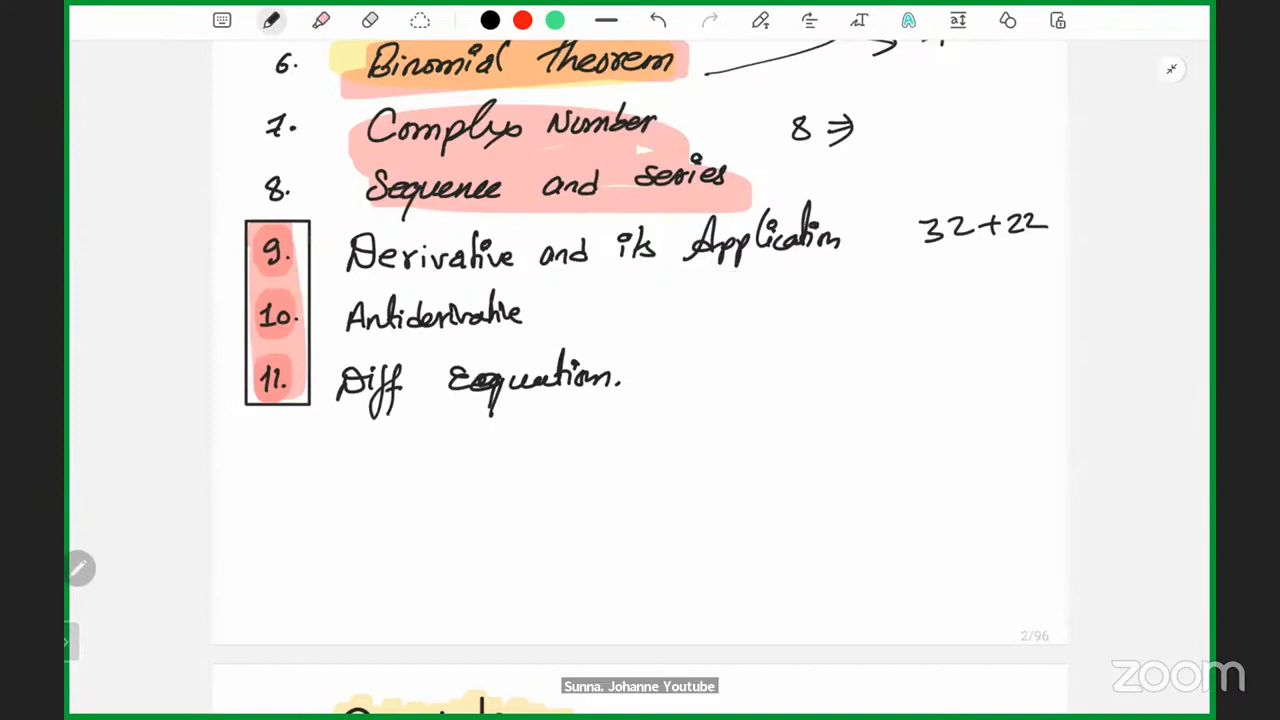 6. Binomial Theorem
7. Complex Number 8 ⇒
8. Sequence and series
9. Derivative and its Application 32+22
10. Antiderivative
11. Diff Eequation.
2/96
zoom
Sunna. Johanne Youtube